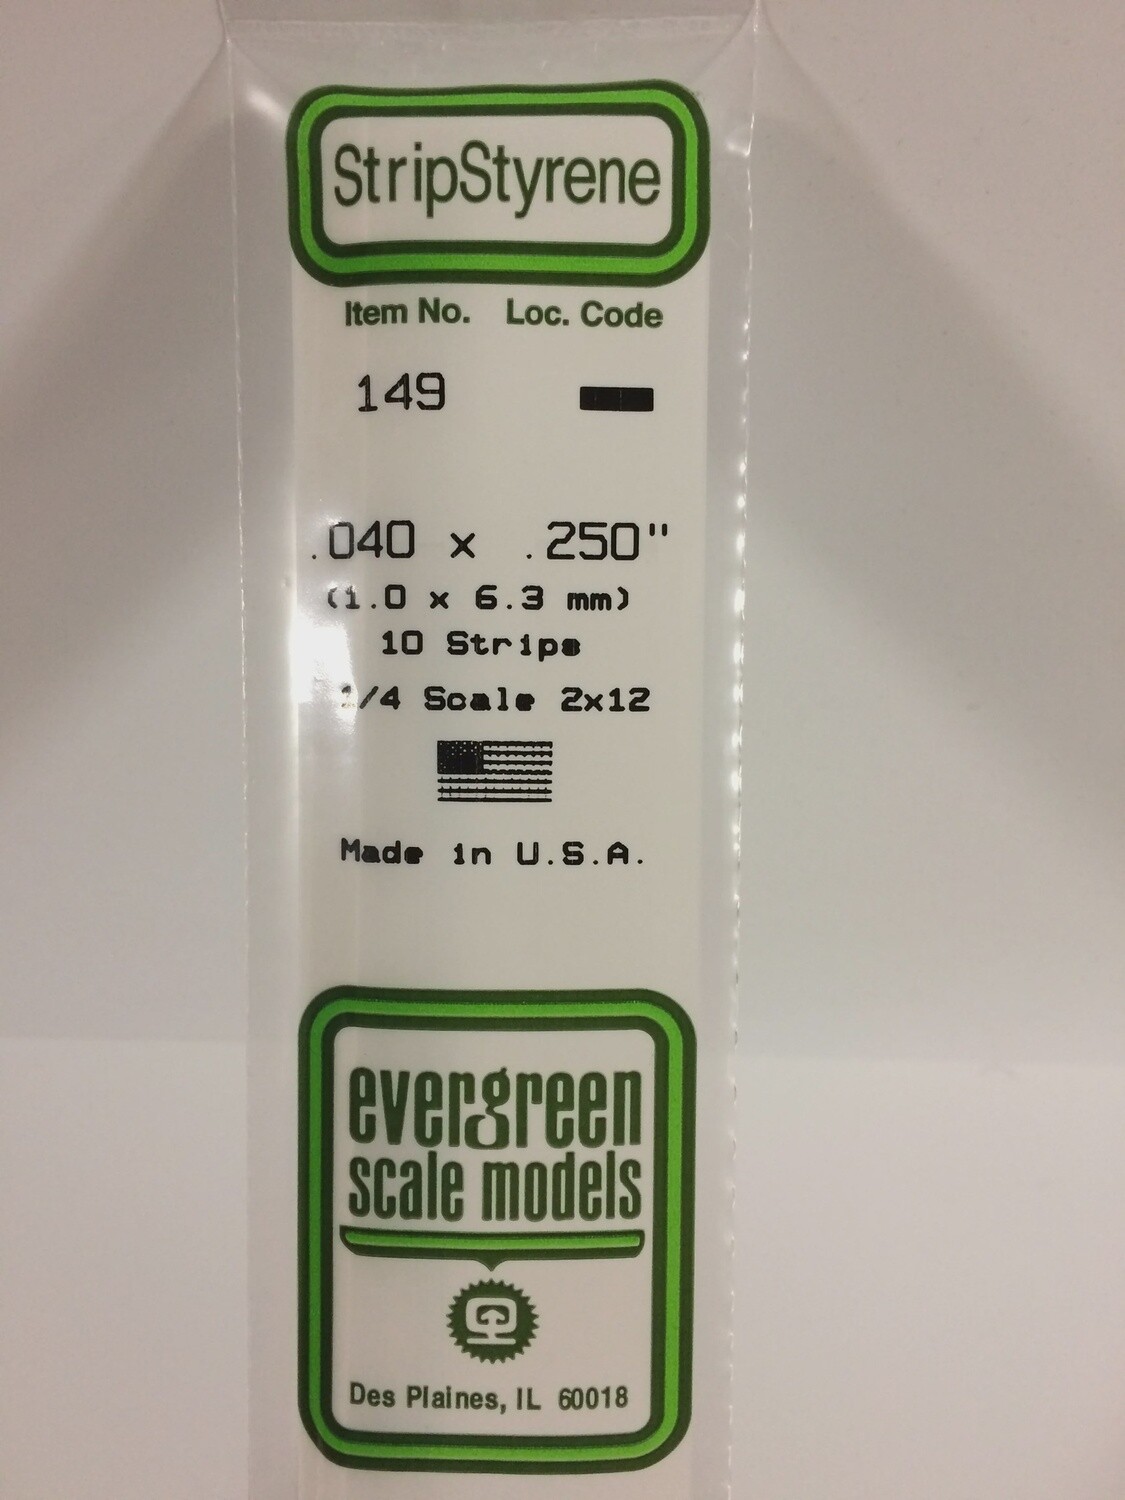 StripStyrene
Item No. Loc. Code
149
.040 x .250"
(1.0 x 6.3 mm)
10 Strips
1/4 Scale 2x12
Made in U.S.A.
evergreen
scale models
Des Plaines, IL 60018